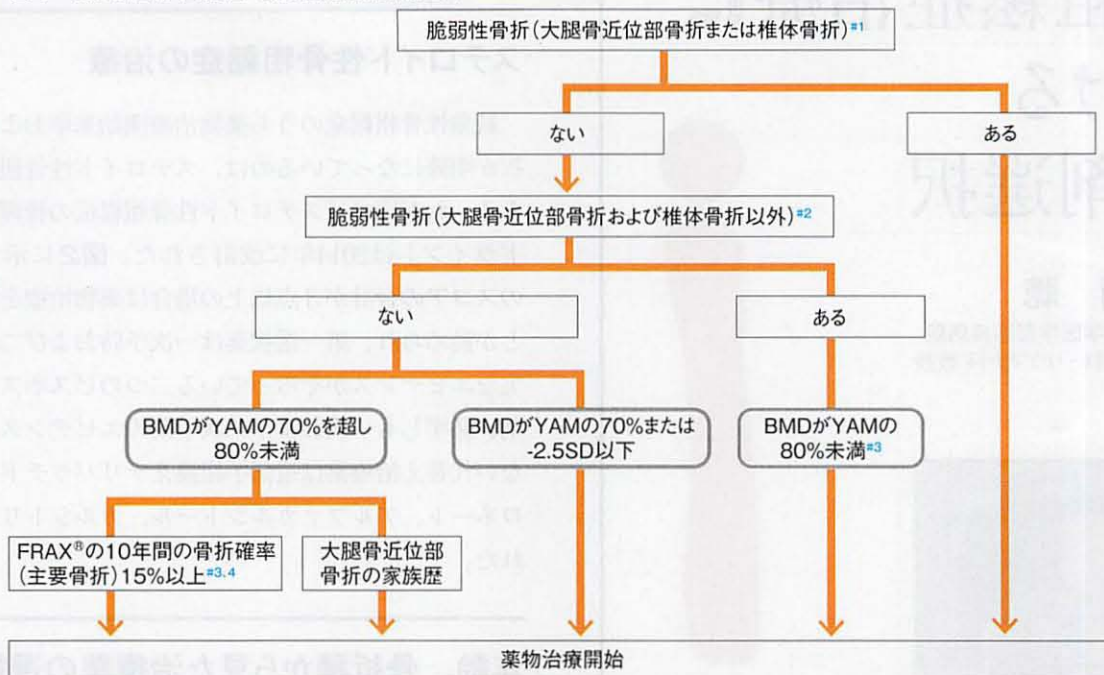 脆弱性骨折(大腿骨近位部骨折または椎体骨折)#1
ない
ある
脆弱性骨折(大腿骨近位部骨折および椎体骨折以外)#2
ない
ある
BMDがYAMの70%を超し
80%未満
BMDがYAMの70%または
-2.5SD以下
BMDがYAMの
80%未満#3
FRAX®の10年間の骨折確率
(主要骨折)15%以上#3,4
大腿骨近位部
骨折の家族歴
薬物治療開始